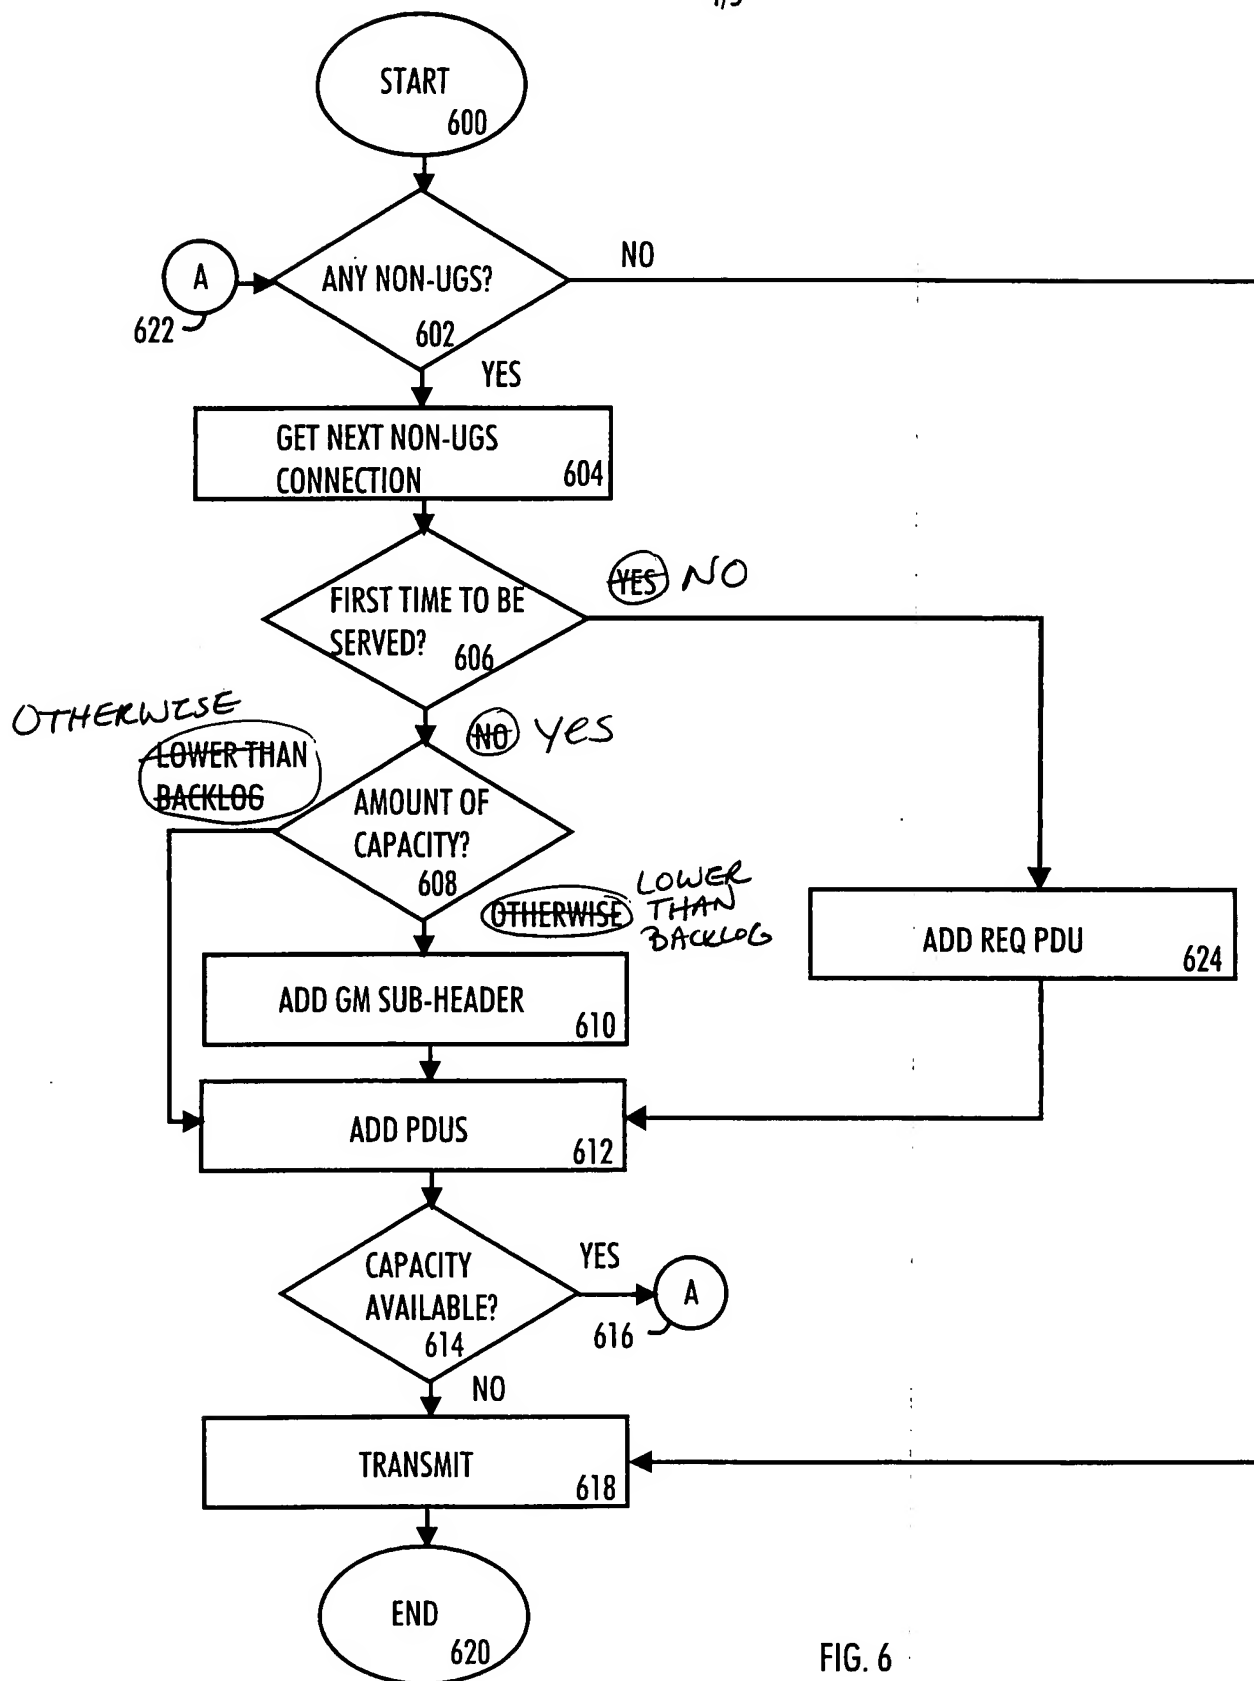 START
600
A
622
ANY NON-UGS?
602
NO
YES
GET NEXT NON-UGS
CONNECTION
604
FIRST TIME TO BE
SERVED?
606
YES NO
NO yes
OTHERWISE
LOWER THAN
BACKLOG
AMOUNT OF
CAPACITY?
608
OTHERWISE
LOWER
THAN
BACKLOG
ADD GM SUB-HEADER
610
ADD REQ PDU
624
ADD PDUS
612
CAPACITY
AVAILABLE?
614
YES
A
616
NO
TRANSMIT
618
END
620
FIG. 6